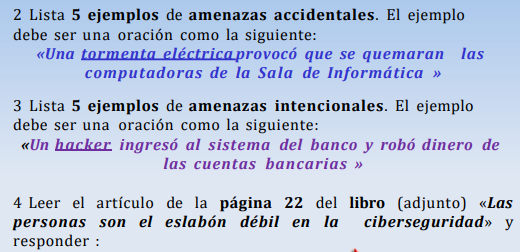 2 Lista 5 ejemplos de amenazas accidentales. El ejemplo
debe ser una oración como la siguiente:
«Una tormenta eléctrica provocó que se quemaran las
computadoras de la Sala de Informática »
3 Lista 5 ejemplos de amenazas intencionales. El ejemplo
debe ser una oración como la siguiente:
«Un hacker ingresó al sistema del banco y robó dinero de
las cuentas bancarias »
4 Leer el artículo de la página 22 del libro (adjunto) «Las
personas son el eslabón débil en la ciberseguridad» y
responder :